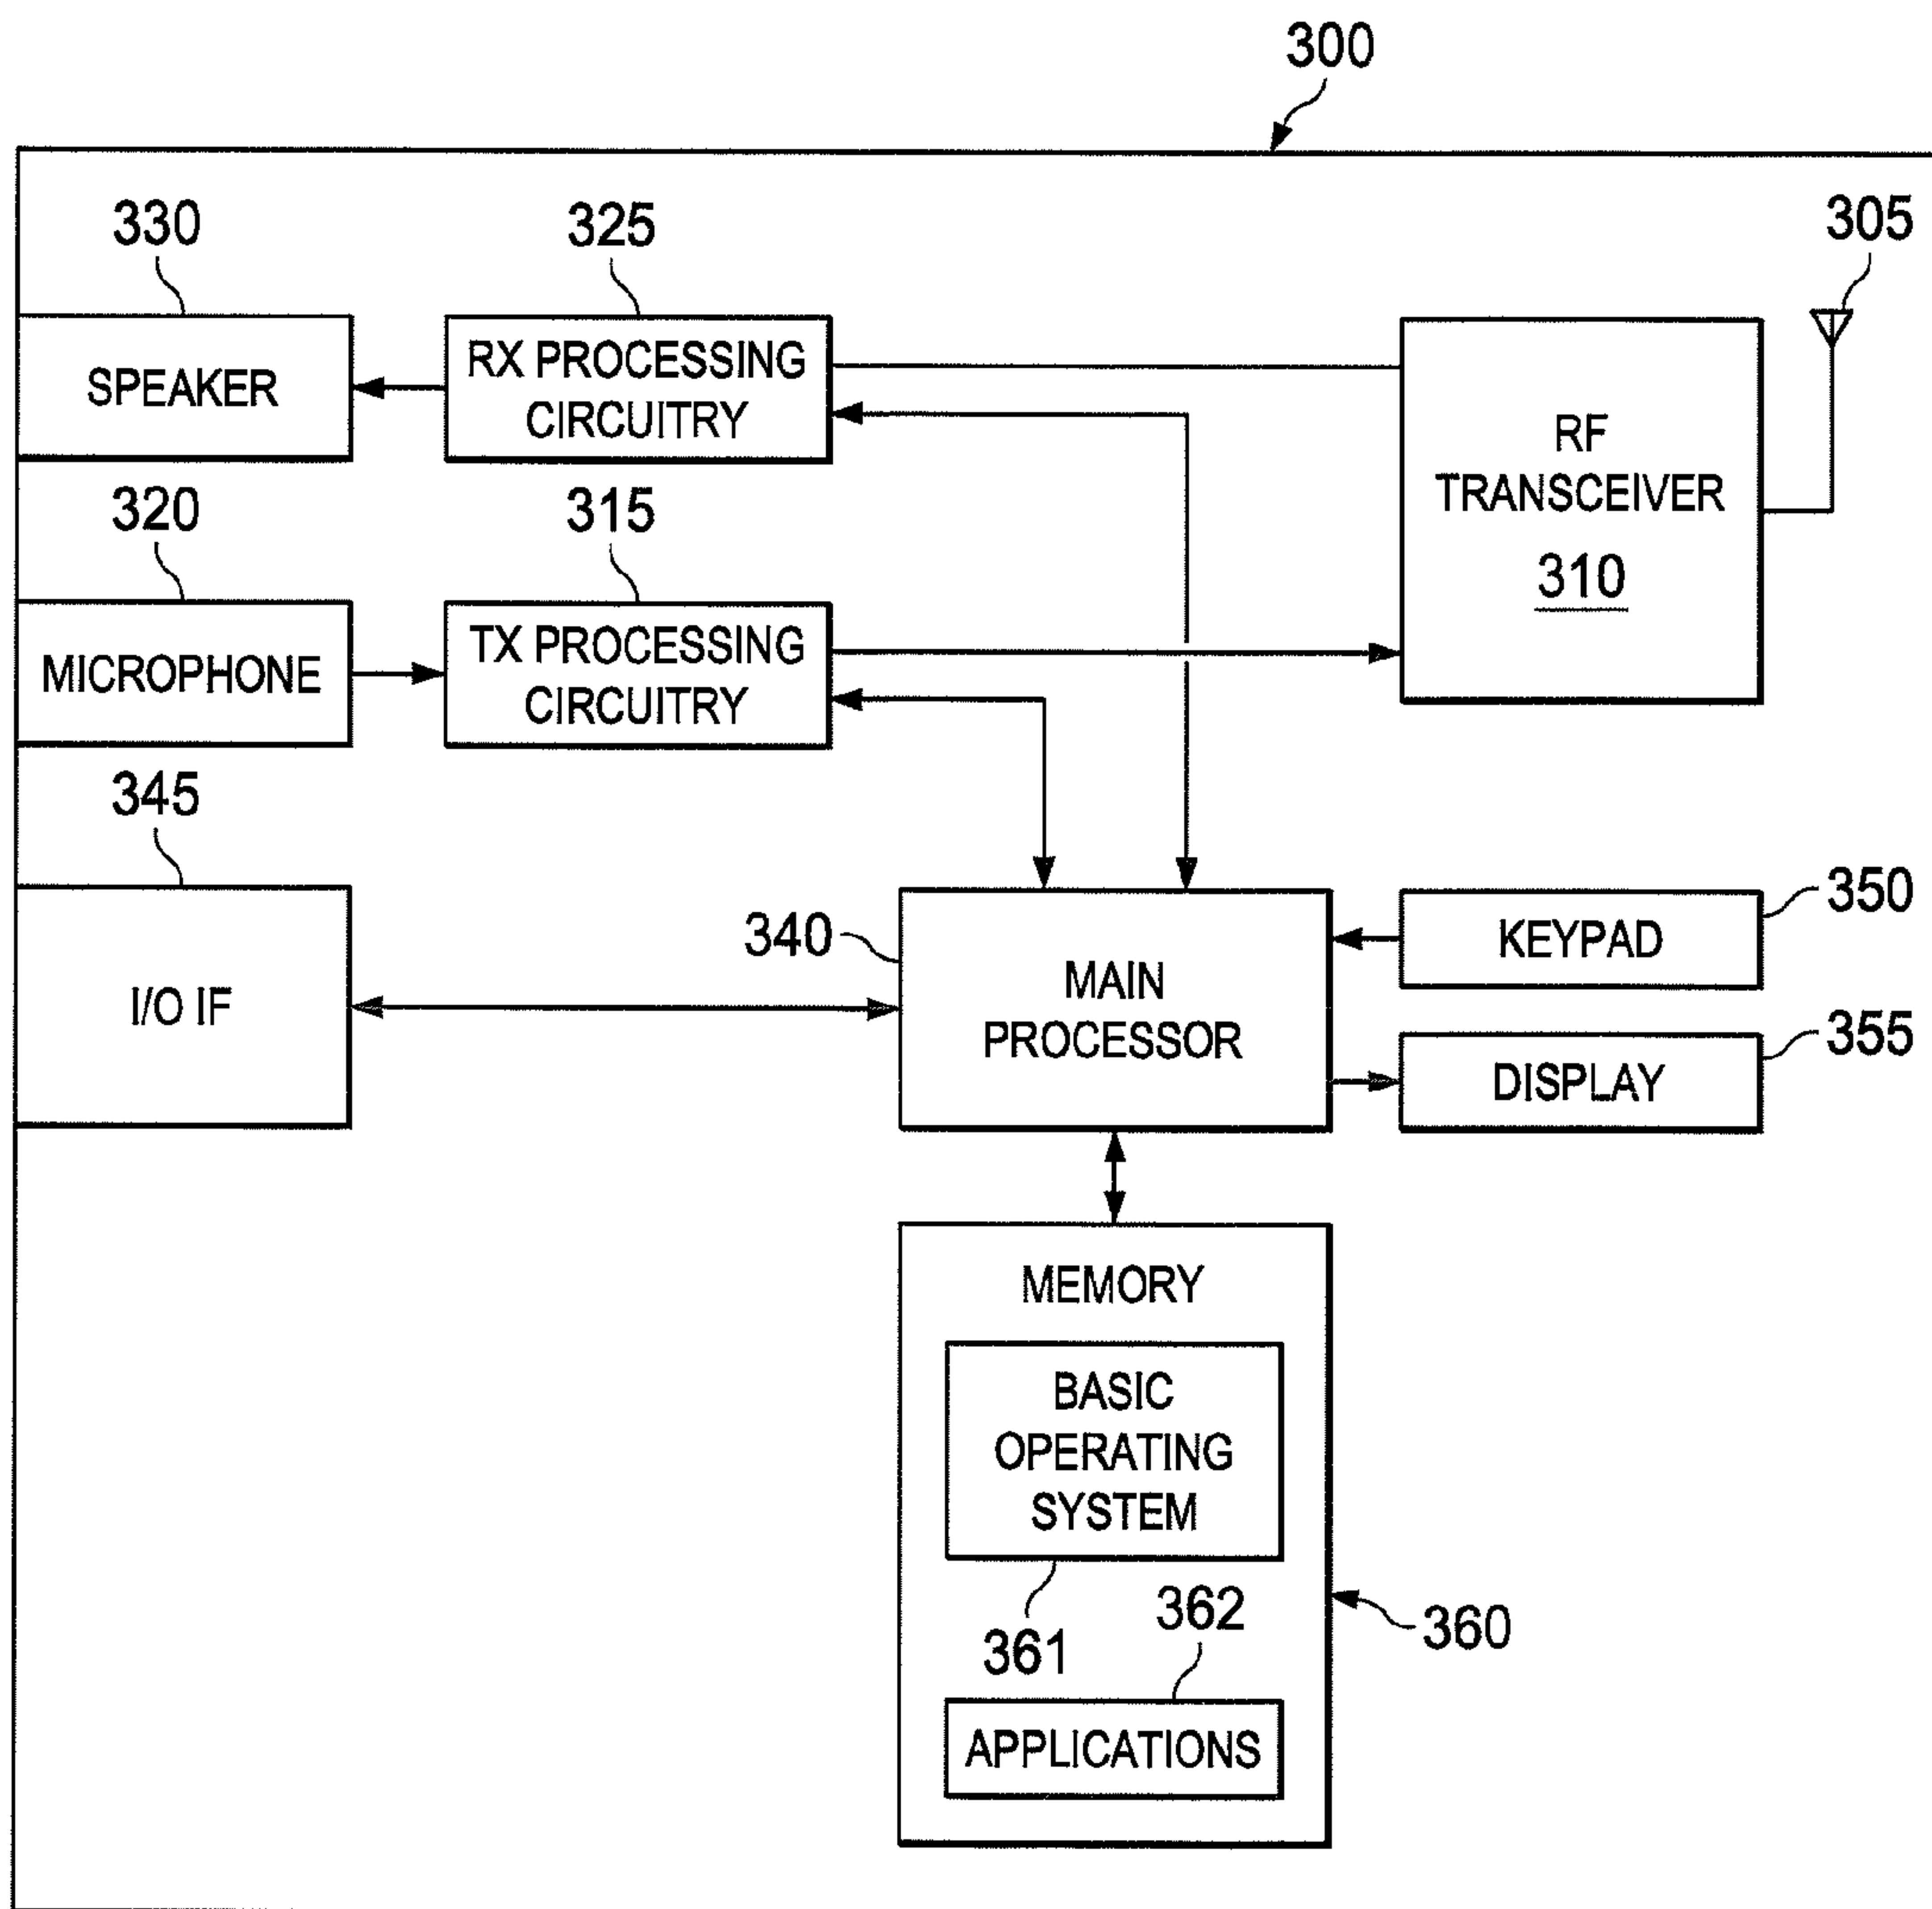 300
330
325
305
SPEAKER
RX PROCESSING
CIRCUITRY
RF
TRANSCEIVER
310
320
315
MICROPHONE
TX PROCESSING
CIRCUITRY
345
I/O IF
340
MAIN
PROCESSOR
KEYPAD
350
DISPLAY
355
MEMORY
BASIC
OPERATING
SYSTEM
361
362
360
APPLICATIONS